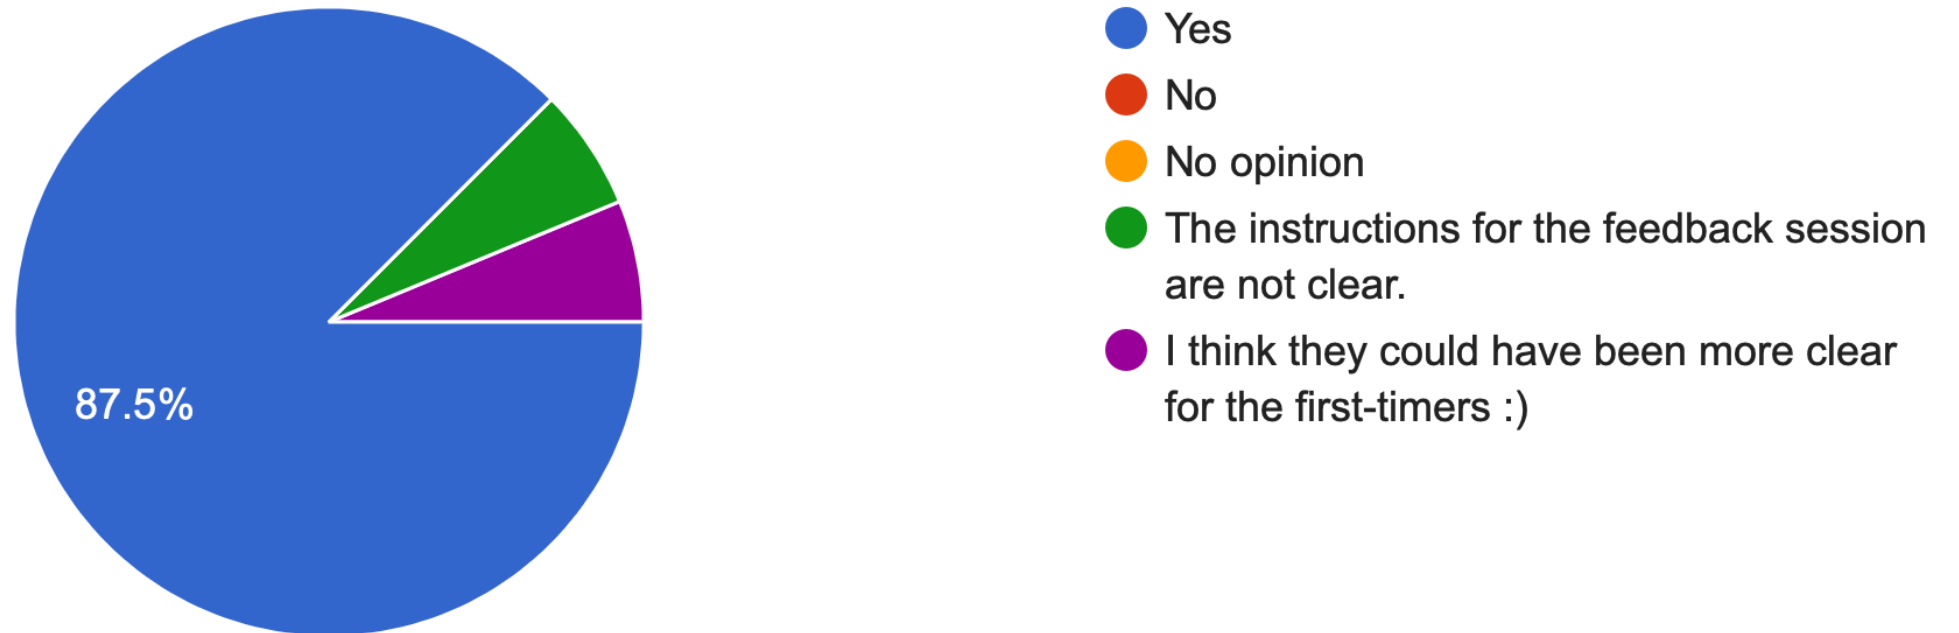 Yes
No
No opinion
The instructions for the feedback session
are not clear.
I think they could have been more clear
for the first-timers :)
87.5%